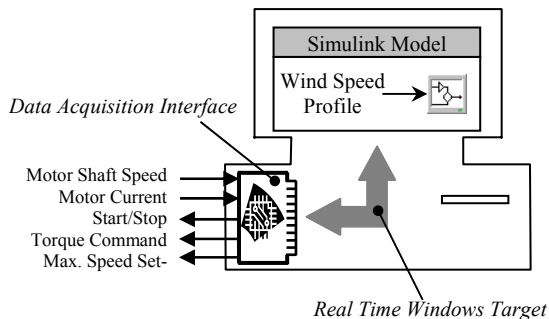 Simulink Model
Wind Speed
Profile
Data Acquisition Interface
Motor Shaft Speed
Motor Current
Start/Stop
Torque Command
Max. Speed Set-
Real Time Windows Target